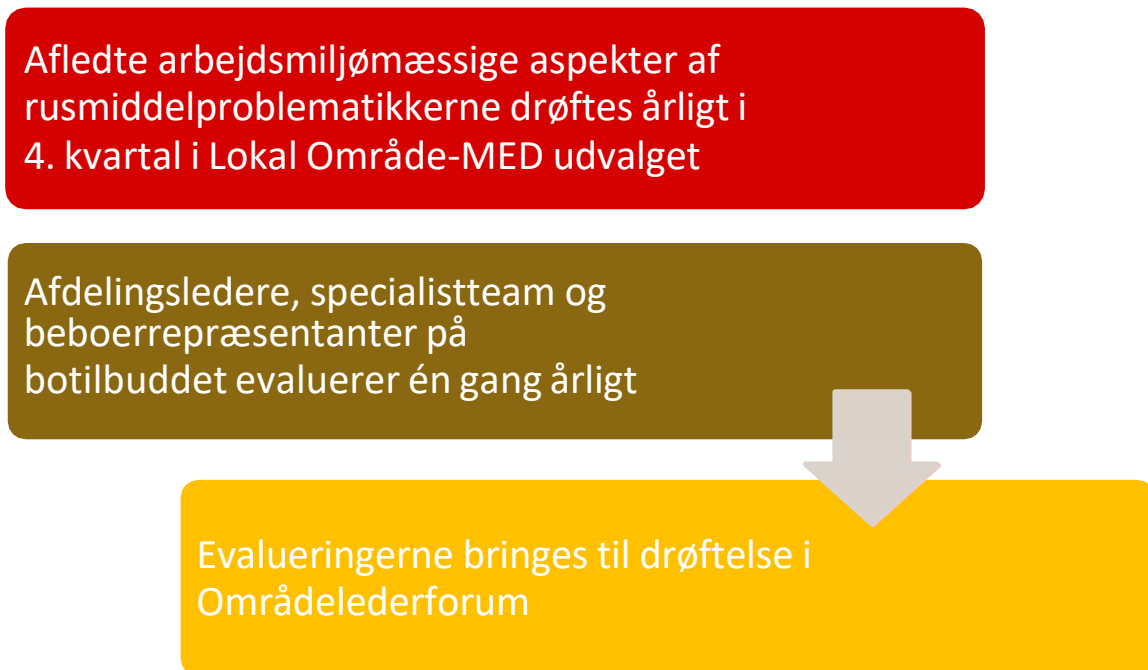 Afledte arbejdsmiljømæssige aspekter af
rusmiddelproblematikkerne drøftes årligt i
4. kvartal i Lokal Område-MED udvalget
Afdelingsledere, specialistteam og
beboerrepræsentanter på
botilbuddet evaluerer én gang årligt
Evalueringerne bringes til drøftelse i
Områdelederforum